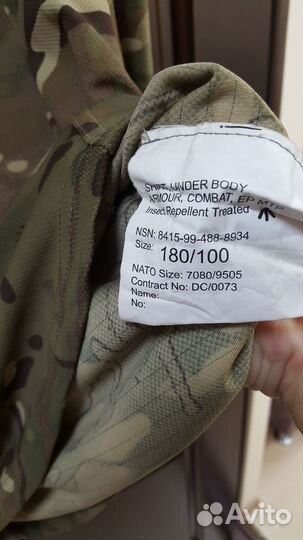 SHIRT, UNDER BODY
ARMOUR, COMBAT, EP MTP
Insect Repellent Treated
NSN: 8415-99-488-8934
Size: 180/100
NATO Size: 7080/9505
Contract No: DC/0073
Name:
No:
Avito